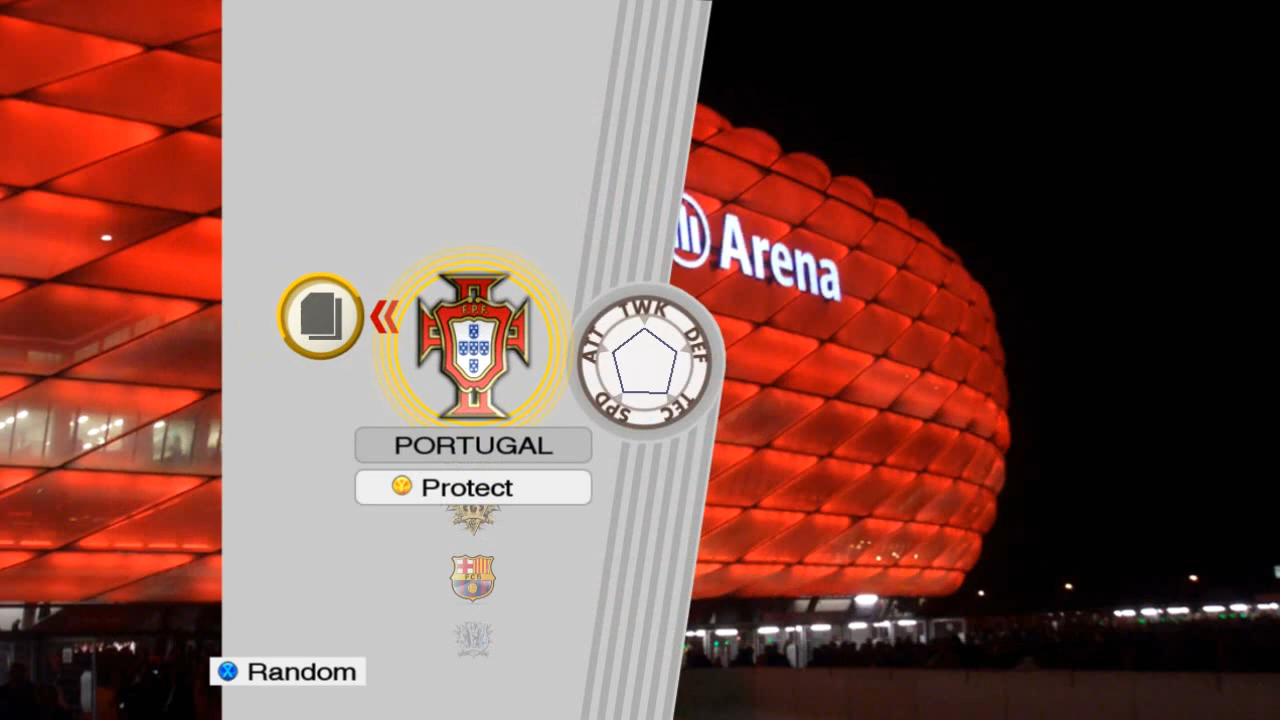 Arena
TWK
ATT
DEF
SPD
TEC
F.P.F.
PORTUGAL
Y Protect
FCB
X Random